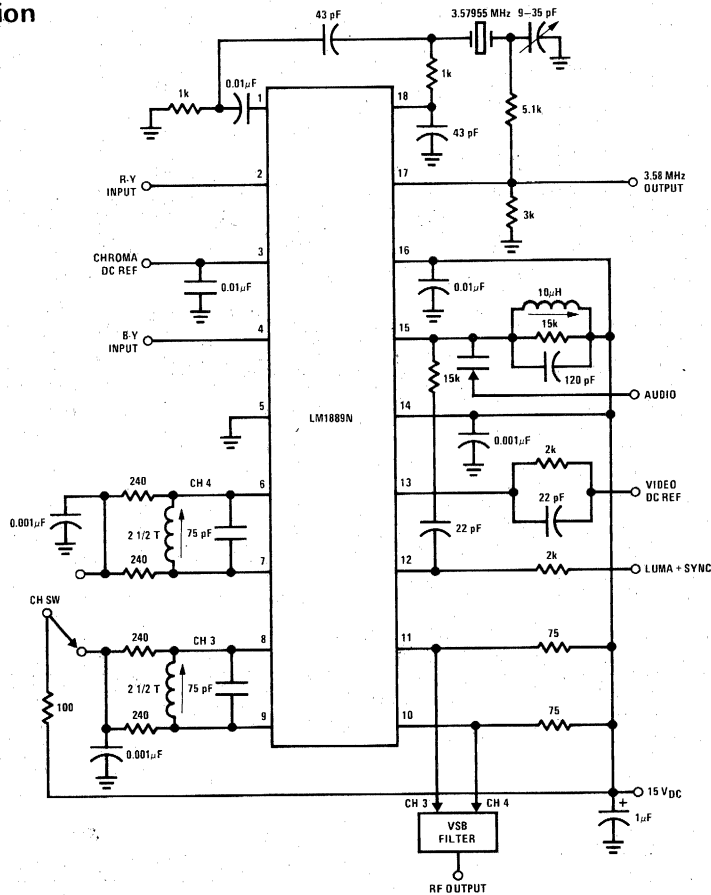 ion
43 pF
3.57955 MHz
9–35 pF
0.01µF
1k
1
1k
18
43 pF
5.1k
R-Y
INPUT
2
17
3.58 MHz
OUTPUT
3k
CHROMA
DC REF
3
16
0.01µF
0.01µF
10µH
15k
120 pF
B-Y
INPUT
4
15
15k
AUDIO
5
LM1889N
14
0.001µF
2k
240
CH 4
6
13
22 pF
VIDEO
DC REF
0.001µF
2 1/2 T
75 pF
22 pF
240
7
12
2k
LUMA + SYNC
CH SW
240
CH 3
8
11
75
100
2 1/2 T
75 pF
240
9
10
75
0.001µF
15 VDC
CH 3
CH 4
+
1µF
VSB
FILTER
RF OUTPUT